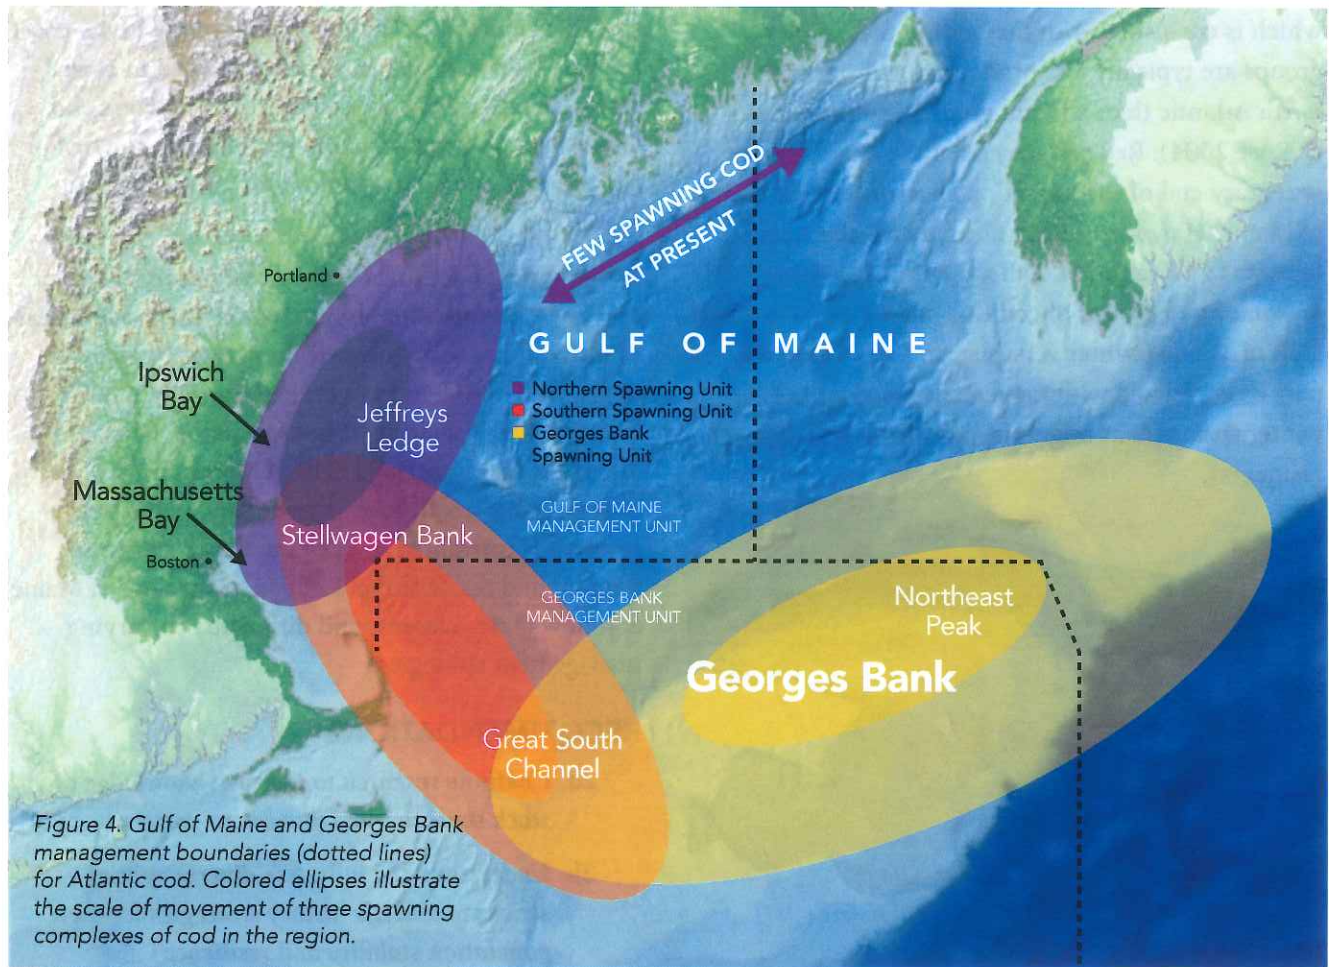 FEW SPAWNING COD
AT PRESENT
Portland
GULF OF MAINE
Ipswich
Bay
Jeffreys
Ledge
Northern Spawning Unit
Southern Spawning Unit
Georges Bank
Spawning Unit
Massachusetts
Bay
GULF OF MAINE
MANAGEMENT UNIT
Stellwagen Bank
Boston
GEORGES BANK
MANAGEMENT UNIT
Northeast
Peak
Georges Bank
Great South
Channel
Figure 4. Gulf of Maine and Georges Bank
management boundaries (dotted lines)
for Atlantic cod. Colored ellipses illustrate
the scale of movement of three spawning
complexes of cod in the region.